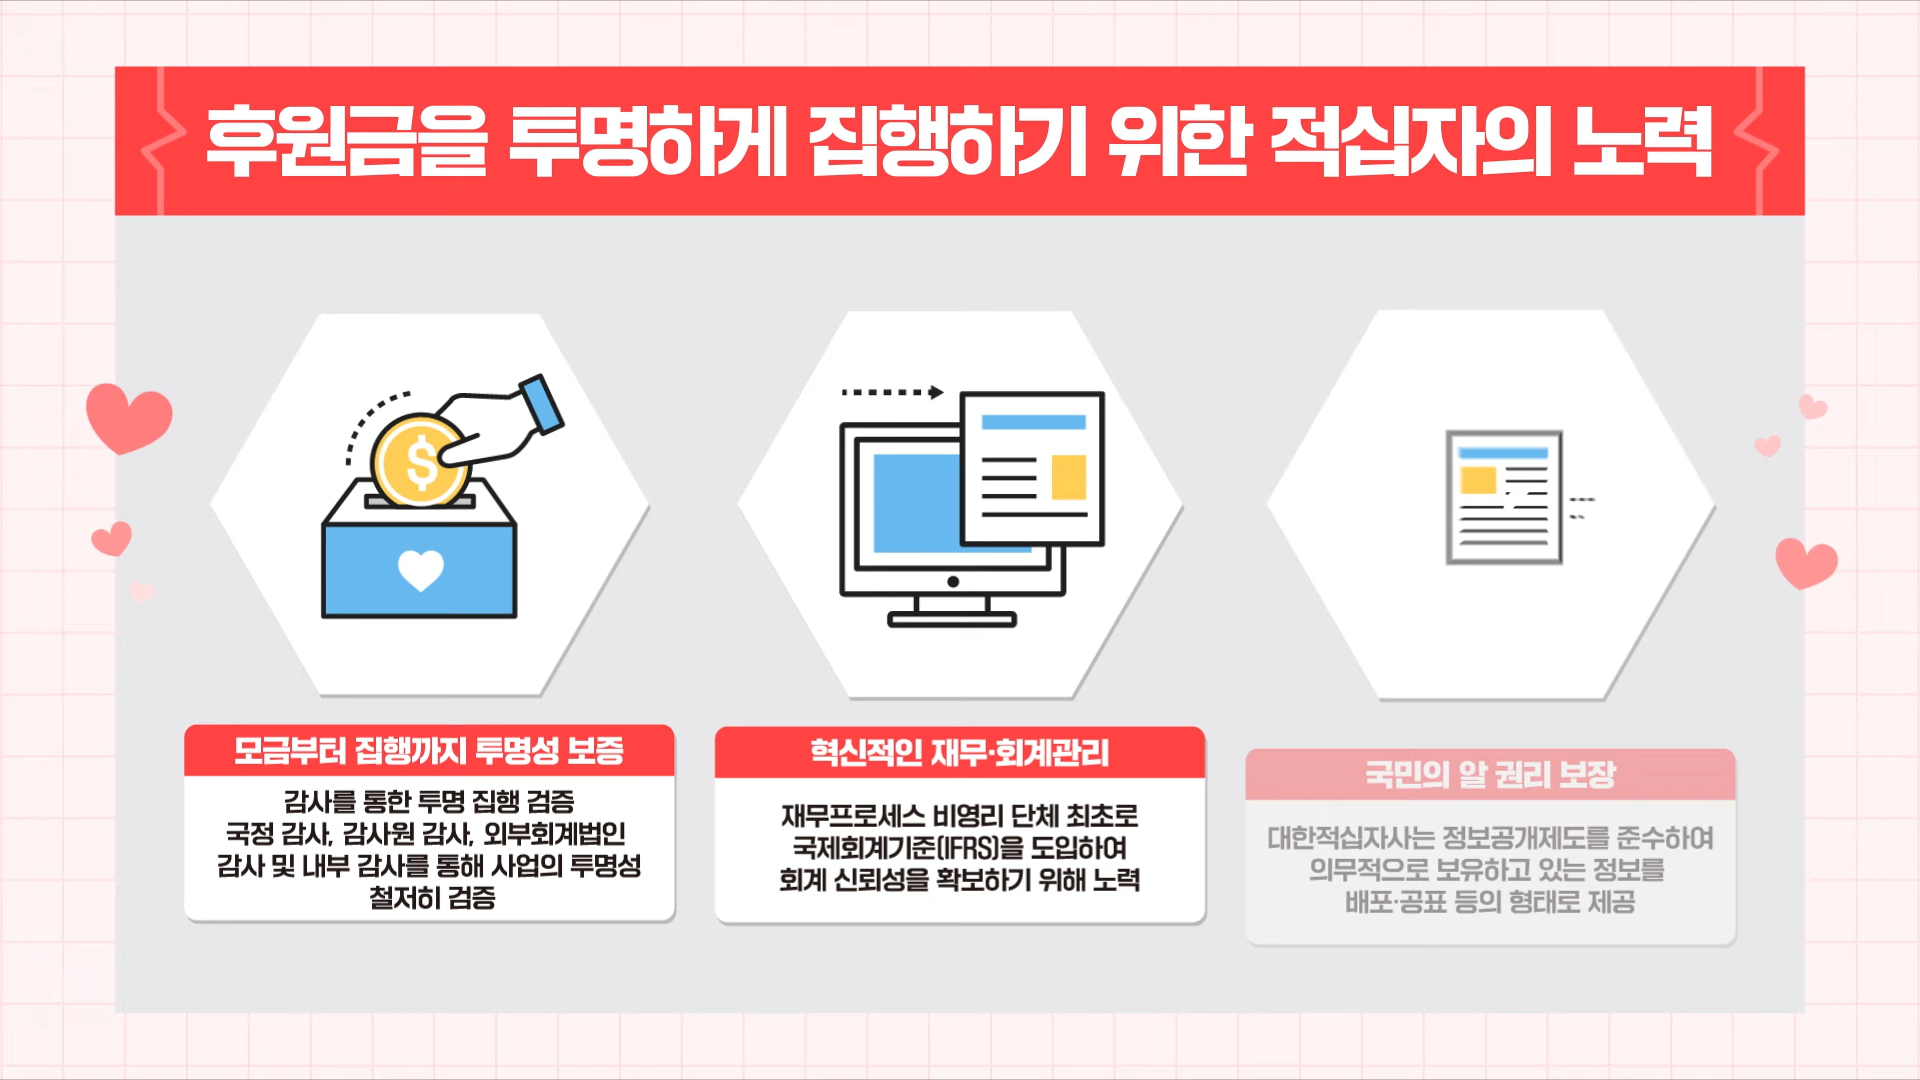 후원금을 투명하게 집행하기 위한 적십자의 노력
$
모금부터 집행까지 투명성 보증
감사를 통한 투명 집행 검증
국정 감사, 감사원 감사, 외부회계법인
감사 및 내부 감사를 통해 사업의 투명성
철저히 검증
혁신적인 재무·회계관리
재무프로세스 비영리 단체 최초로
국제회계기준(IFRS)을 도입하여
회계 신뢰성을 확보하기 위해 노력
국민의 알 권리 보장
대한적십자사는 정보공개제도를 준수하여
의무적으로 보유하고 있는 정보를
배포·공표 등의 형태로 제공